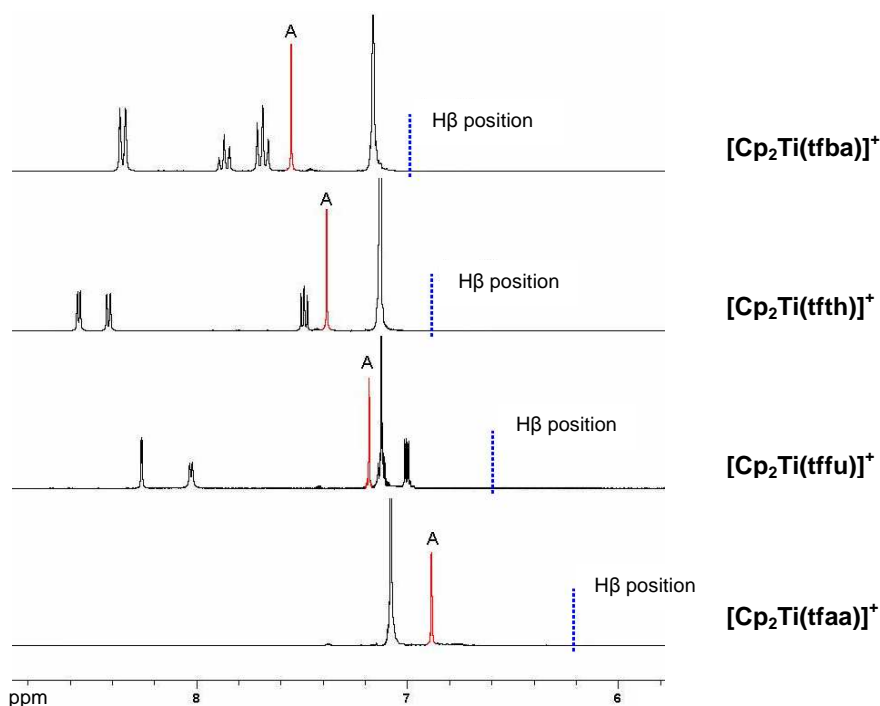 A
Hβ position
[Cp₂Ti(tfba)]⁺
A
Hβ position
[Cp₂Ti(tfth)]⁺
A
Hβ position
[Cp₂Ti(tffu)]⁺
A
Hβ position
[Cp₂Ti(tfaa)]⁺
ppm 8 7 6